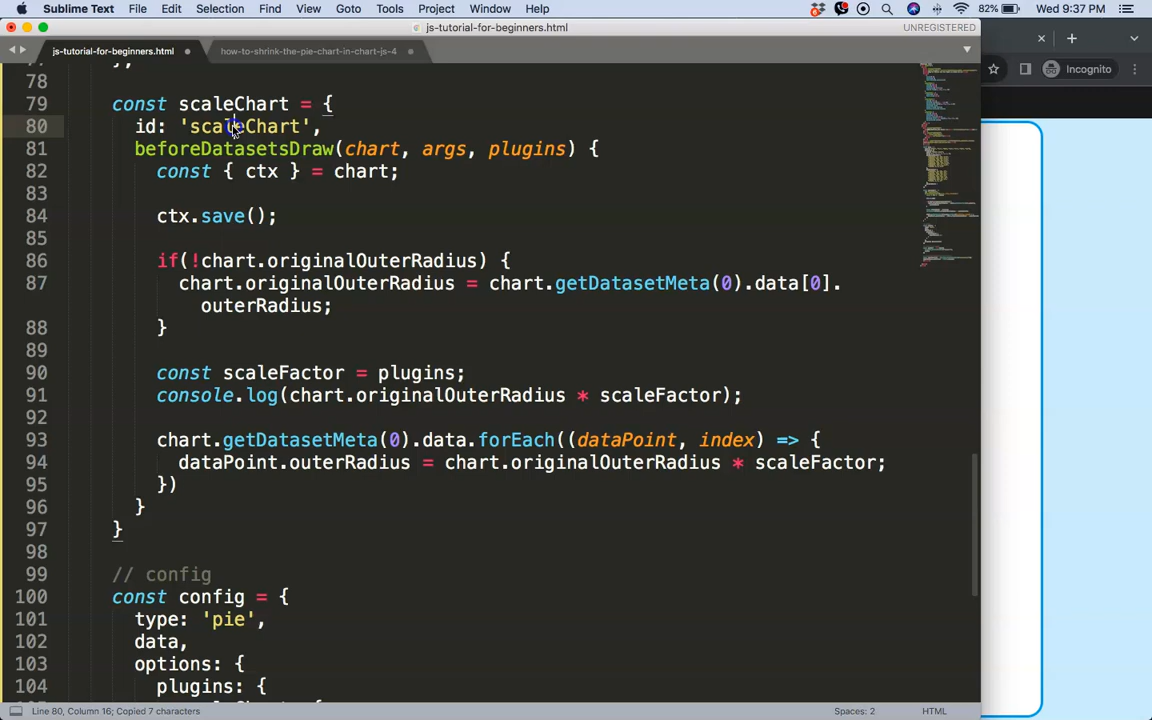 Sublime Text File Edit Selection Find View Goto Tools Project Window Help 82% Wed 9:37 PM
js-tutorial-for-beginners.html UNREGISTERED
js-tutorial-for-beginners.html how-to-shrink-the-pie-chart-in-chart-js-4 Incognito
78
79 const scaleChart = {
80 id: 'scaleChart',
81 beforeDatasetsDraw(chart, args, plugins) {
82 const { ctx } = chart;
83
84 ctx.save();
85
86 if(!chart.originalOuterRadius) {
87 chart.originalOuterRadius = chart.getDatasetMeta(0).data[0].
outerRadius;
88 }
89
90 const scaleFactor = plugins;
91 console.log(chart.originalOuterRadius * scaleFactor);
92
93 chart.getDatasetMeta(0).data.forEach((dataPoint, index) => {
94 dataPoint.outerRadius = chart.originalOuterRadius * scaleFactor;
95 })
96 }
97 }
98
99 // config
100 const config = {
101 type: 'pie',
102 data,
103 options: {
104 plugins: {
Line 80, Column 16; Copied 7 characters Spaces: 2 HTML